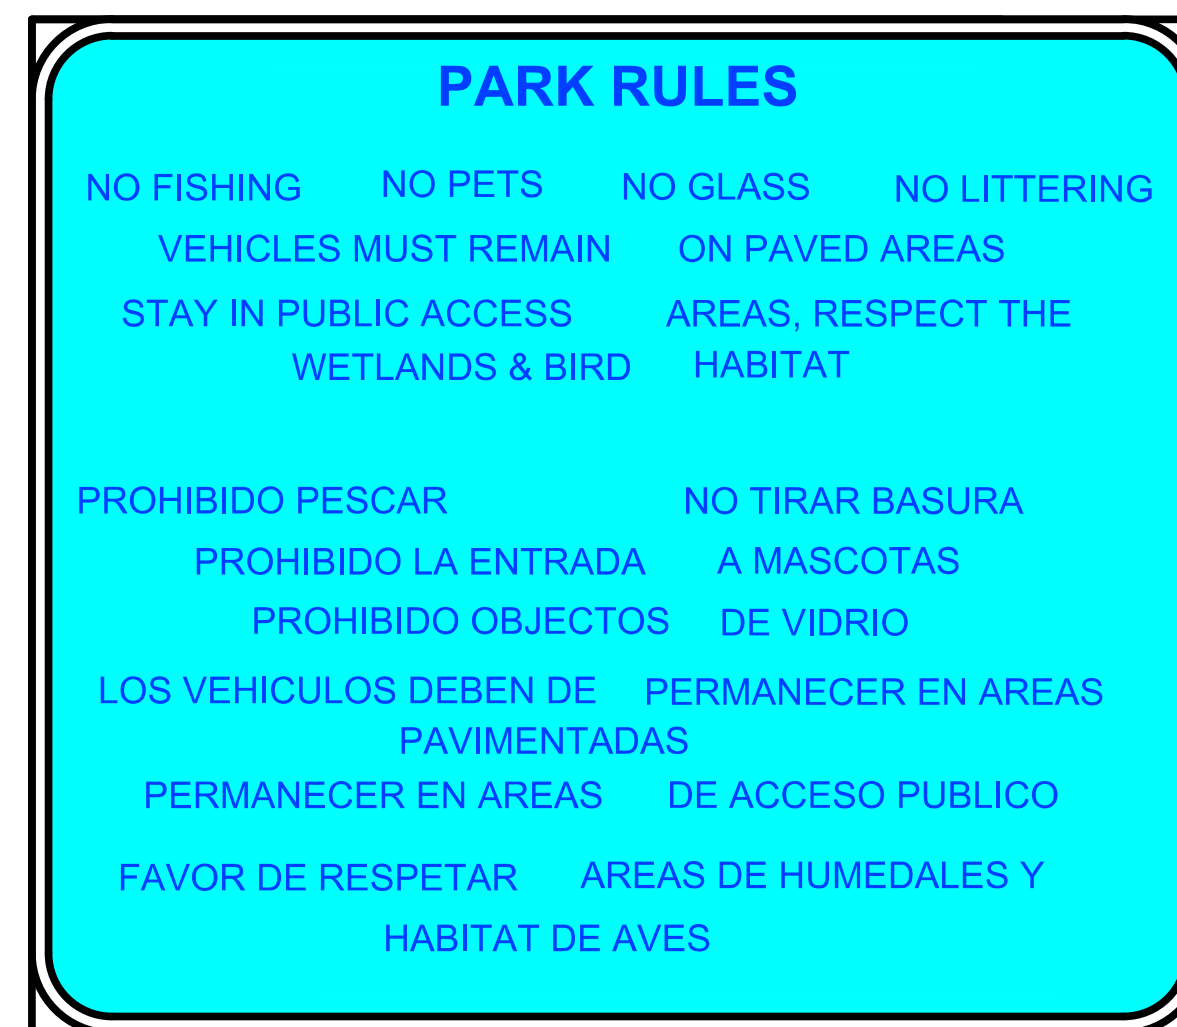 PARK RULES
NO FISHING NO PETS NO GLASS NO LITTERING
VEHICLES MUST REMAIN ON PAVED AREAS
STAY IN PUBLIC ACCESS AREAS, RESPECT THE
WETLANDS & BIRD HABITAT
PROHIBIDO PESCAR NO TIRAR BASURA
PROHIBIDO LA ENTRADA A MASCOTAS
PROHIBIDO OBJECTOS DE VIDRIO
LOS VEHICULOS DEBEN DE PERMANECER EN AREAS
PAVIMENTADAS
PERMANECER EN AREAS DE ACCESO PUBLICO
FAVOR DE RESPETAR AREAS DE HUMEDALES Y
HABITAT DE AVES